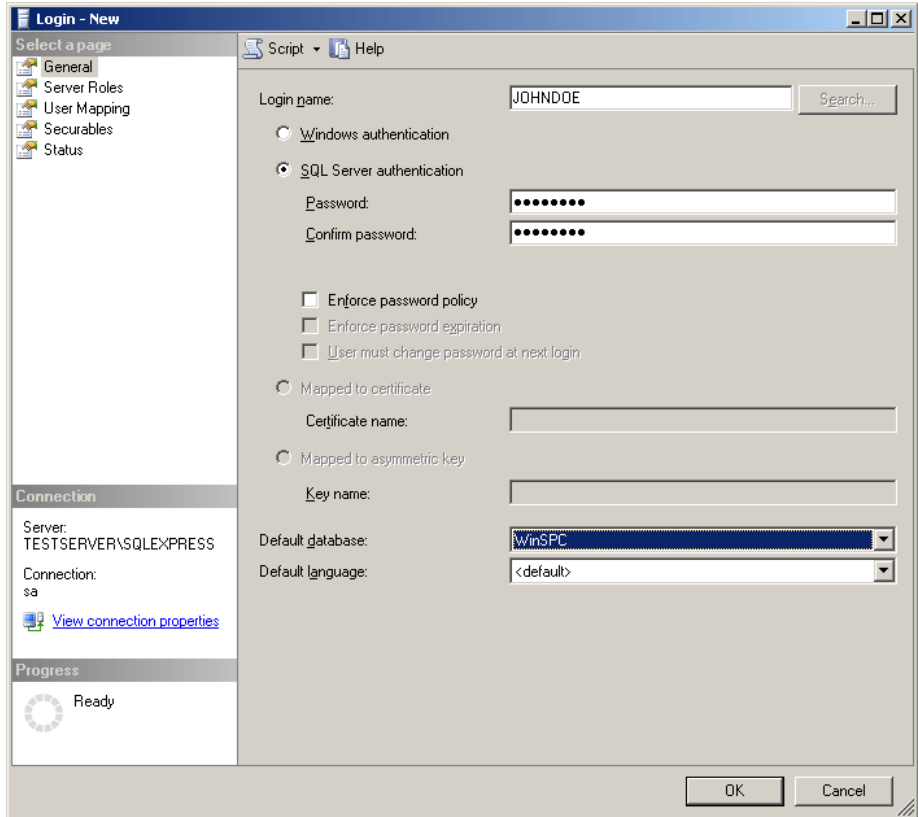 Login - New
Select a page
General
Server Roles
User Mapping
Securables
Status
Script Help
Login name: JOHNDOE Search...
Windows authentication
SQL Server authentication
Password: ●●●●●●●●
Confirm password: ●●●●●●●●
Enforce password policy
Enforce password expiration
User must change password at next login
Mapped to certificate
Certificate name:
Mapped to asymmetric key
Key name:
Default database: WinSPC
Default language: <default>
Connection
Server:
TESTSERVER\SQLEXPRESS
Connection:
sa
View connection properties
Progress
Ready
OK Cancel